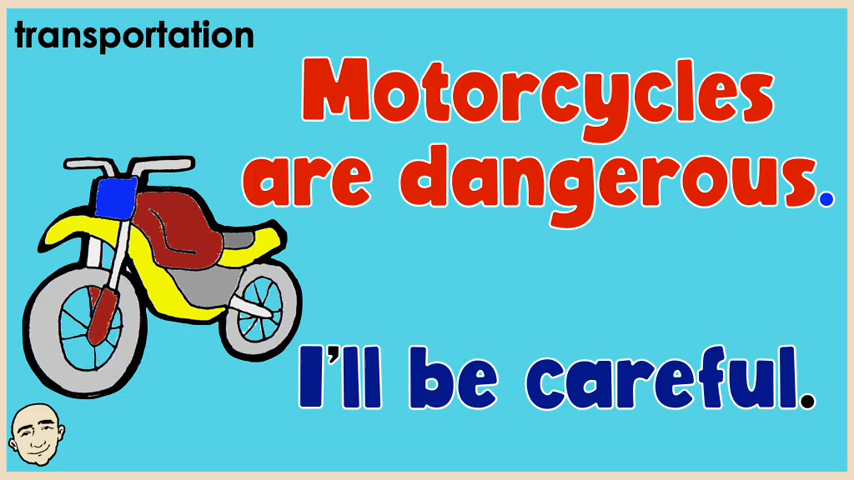 transportation
Motorcycles
are dangerous.
I'll be careful.